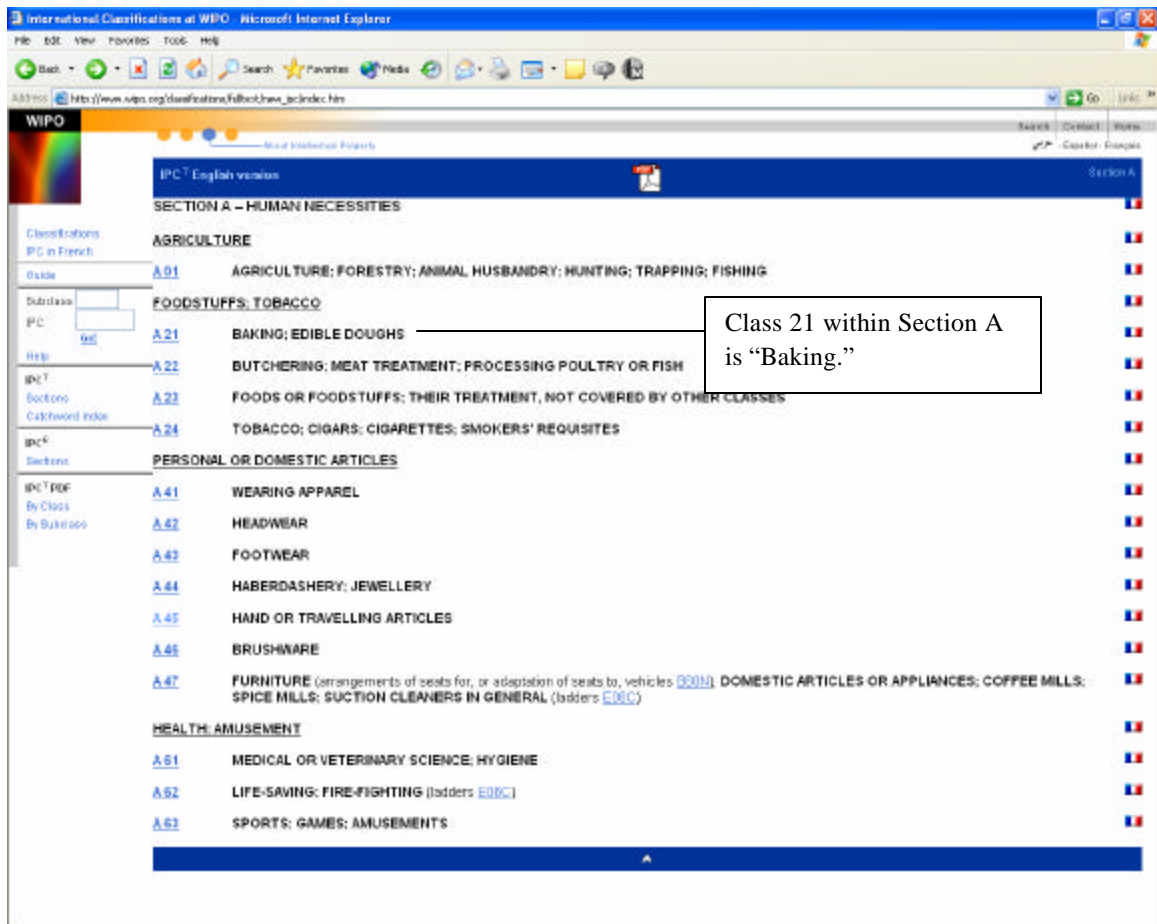 International Classifications at WIPO - Microsoft Internet Explorer
File Edit View Favorites Tools Help
Back Search Favorites Media
Address http://www.wipo.org/classifications/fulltext/new_ipc/index.htm Go Links
WIPO
Search Contact Home
About Intellectual Property
Español Français
IPC 7 English version
Section A
SECTION A – HUMAN NECESSITIES
Classifications
IPC in French
Guide
Subclass
IPC
Get
Help
IPC 7
Sections
Catchword Index
IPC 6
Sections
IPC 7 PDF
By Class
By Subclass
AGRICULTURE
A 01 AGRICULTURE; FORESTRY; ANIMAL HUSBANDRY; HUNTING; TRAPPING; FISHING
FOODSTUFFS; TOBACCO
A 21 BAKING; EDIBLE DOUGHS
Class 21 within Section A
is “Baking.”
A 22 BUTCHERING; MEAT TREATMENT; PROCESSING POULTRY OR FISH
A 23 FOODS OR FOODSTUFFS; THEIR TREATMENT, NOT COVERED BY OTHER CLASSES
A 24 TOBACCO; CIGARS; CIGARETTES; SMOKERS' REQUISITES
PERSONAL OR DOMESTIC ARTICLES
A 41 WEARING APPAREL
A 42 HEADWEAR
A 43 FOOTWEAR
A 44 HABERDASHERY; JEWELLERY
A 45 HAND OR TRAVELLING ARTICLES
A 46 BRUSHWARE
A 47 FURNITURE (arrangements of seats for, or adaptation of seats to, vehicles B60N); DOMESTIC ARTICLES OR APPLIANCES; COFFEE MILLS;
SPICE MILLS; SUCTION CLEANERS IN GENERAL (ladders E06C)
HEALTH; AMUSEMENT
A 61 MEDICAL OR VETERINARY SCIENCE; HYGIENE
A 62 LIFE-SAVING; FIRE-FIGHTING (ladders E06C)
A 63 SPORTS; GAMES; AMUSEMENTS